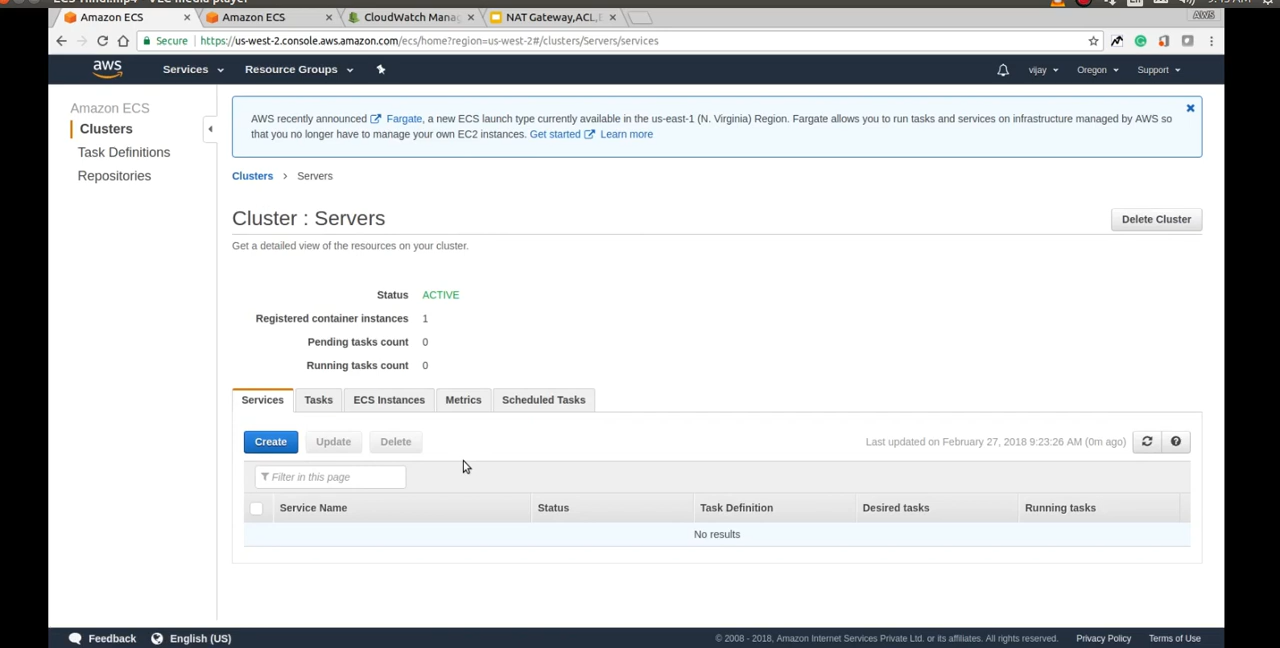 Amazon ECS
Amazon ECS
CloudWatch Mana
NAT Gateway,ACL,
AWS
Secure
https://us-west-2.console.aws.amazon.com/ecs/home?region=us-west-2#/clusters/Servers/services
aws
Services
Resource Groups
vijay
Oregon
Support
Amazon ECS
Clusters
Task Definitions
Repositories
AWS recently announced Fargate, a new ECS launch type currently available in the us-east-1 (N. Virginia) Region. Fargate allows you to run tasks and services on infrastructure managed by AWS so
that you no longer have to manage your own EC2 instances. Get started Learn more
Clusters > Servers
Cluster : Servers
Delete Cluster
Get a detailed view of the resources on your cluster.
Status ACTIVE
Registered container instances 1
Pending tasks count 0
Running tasks count 0
Services Tasks ECS Instances Metrics Scheduled Tasks
Create Update Delete
Last updated on February 27, 2018 9:23:26 AM (0m ago)
Filter in this page
Service Name Status Task Definition Desired tasks Running tasks
No results
Feedback English (US)
© 2008 - 2018, Amazon Internet Services Private Ltd. or its affiliates. All rights reserved. Privacy Policy Terms of Use